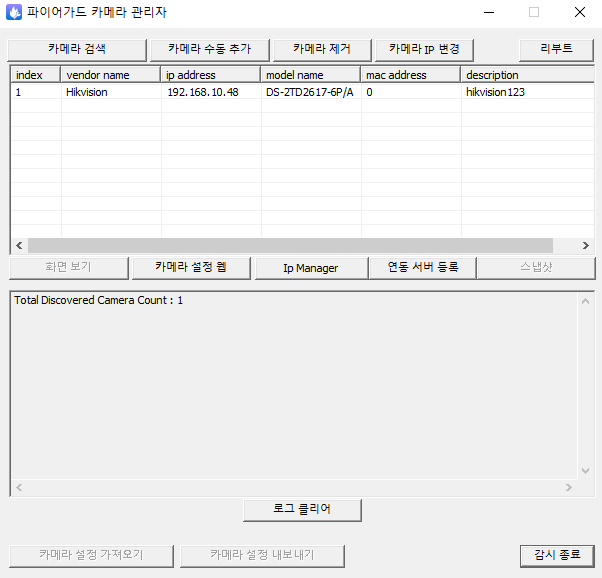 파이어가드 카메라 관리자
카메라 검색 카메라 수동 추가 카메라 제거 카메라 IP 변경 리부트
index vendor name ip address model name mac address description
1 Hikvision 192.168.10.48 DS-2TD2617-6P/A 0 hikvision123
화면 보기 카메라 설정 웹 Ip Manager 연동 서버 등록 스냅샷
Total Discovered Camera Count : 1
로그 클리어
카메라 설정 가져오기 카메라 설정 내보내기 감시 종료